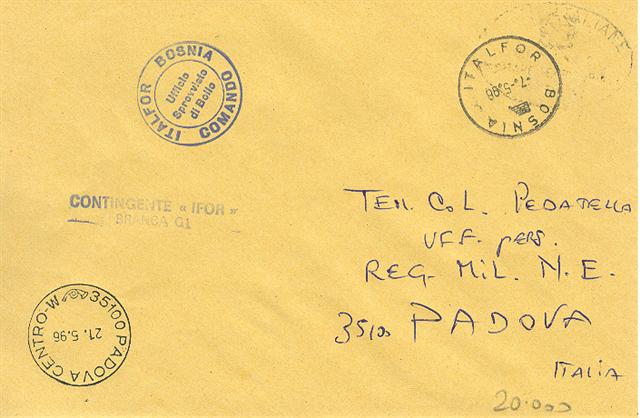 ITALFOR BOSNIA COMANDO
Ufficio
Sprovvisto
di Bollo
ITALFOR BOSNIA
-7.5.96
CONTINGENTE « IFOR »
BRANCA G1
TEN. COL. PEDATELLA
UFF. pers.
REG. MIL. N.E.
35100 PADOVA
ITALIA
35100 PADOVA CENTRO-W
21.5.96
20.000